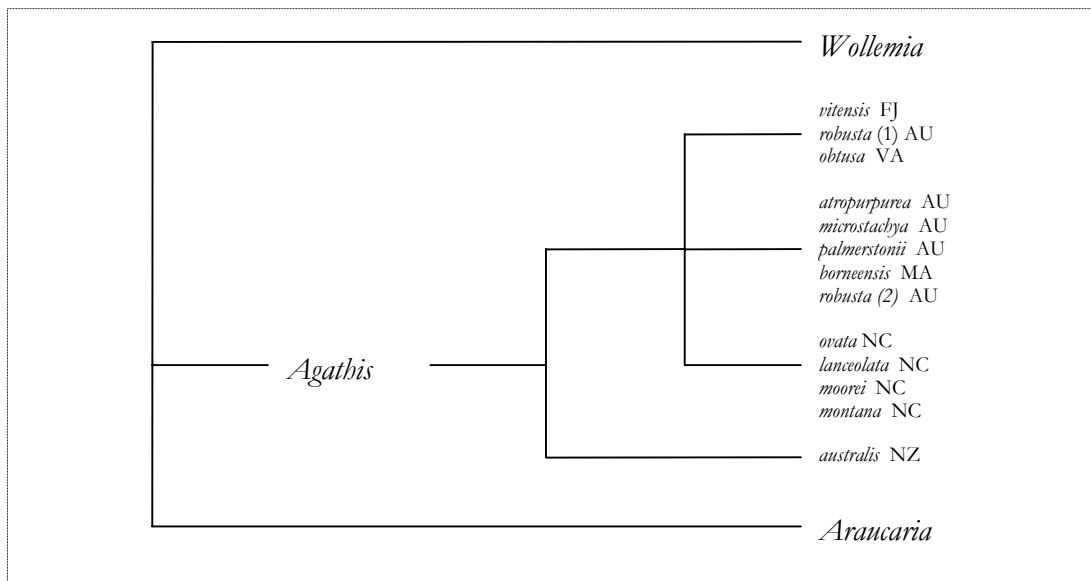 Wollemia
vitensis FJ
robusta (1) AU
obtusa VA
atropurpurea AU
microstachya AU
palmerstonii AU
borneensis MA
robusta (2) AU
ovata NC
lanceolata NC
Agathis
moorei NC
montana NC
australis NZ
Araucaria